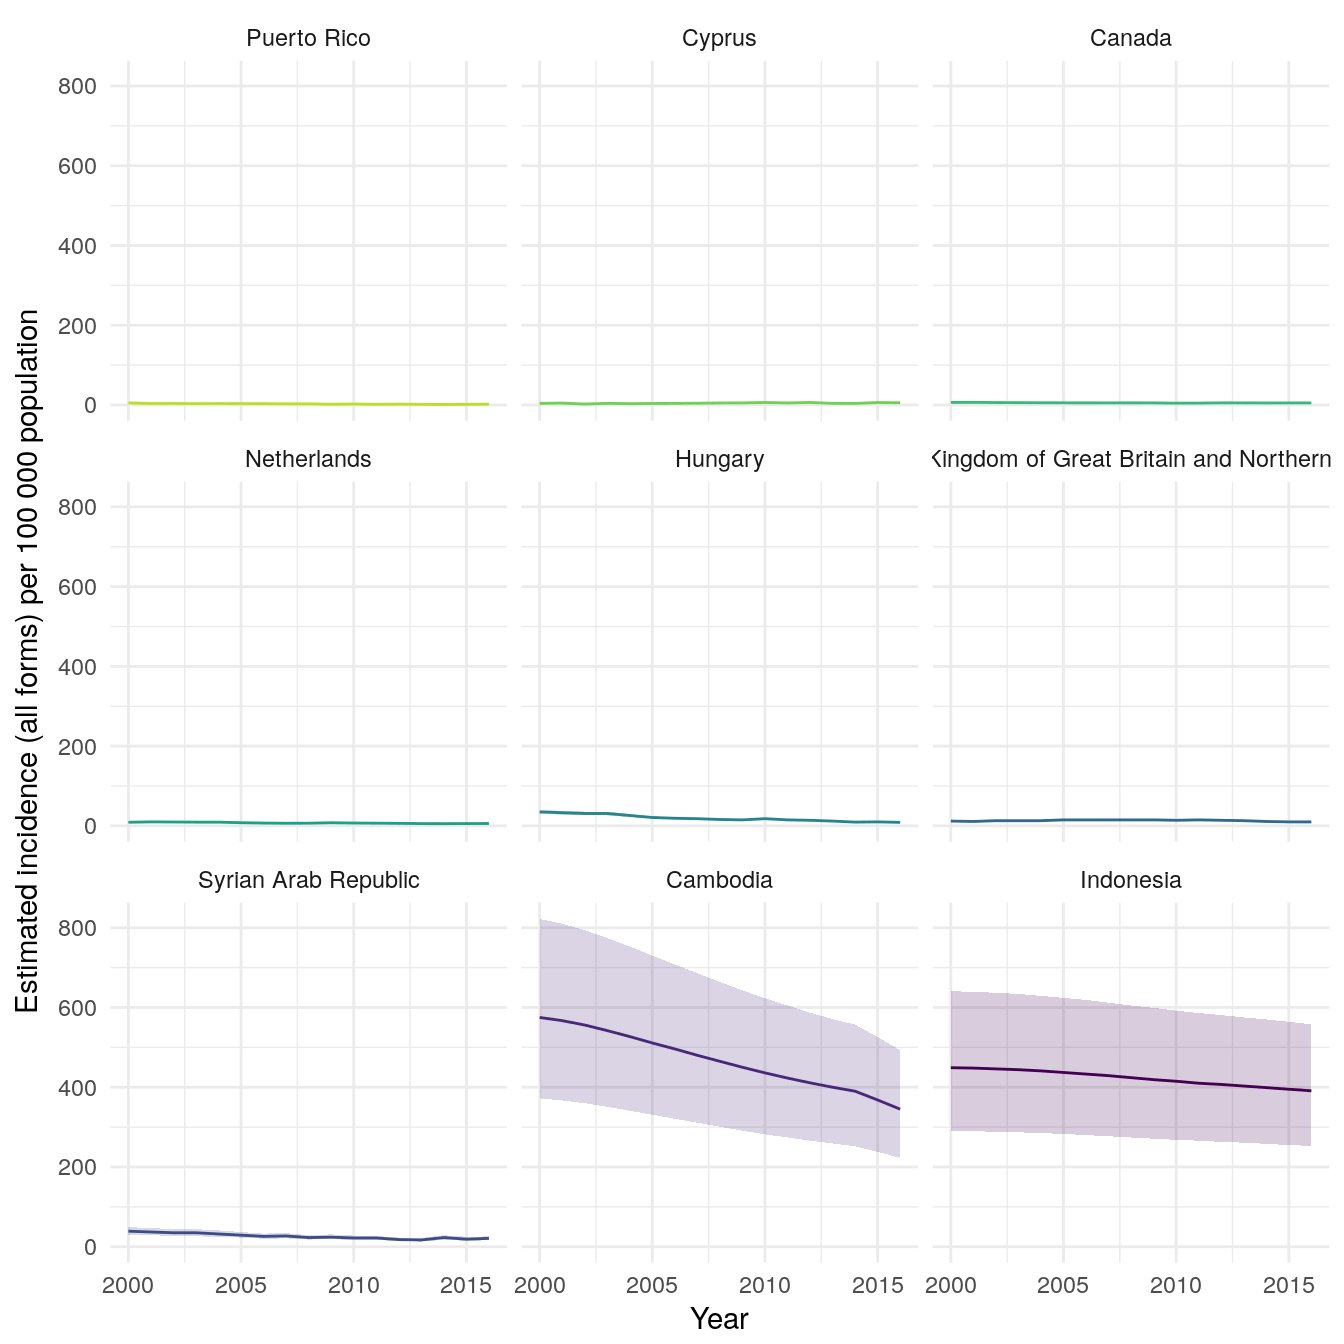 Puerto Rico
Cyprus
Canada
800
600
400
200
0
Netherlands
Hungary
Kingdom of Great Britain and Northern
800
600
400
200
0
Syrian Arab Republic
Cambodia
Indonesia
800
600
400
200
0
2000 2005 2010 2015
2000 2005 2010 2015
2000 2005 2010 2015
Year
Estimated incidence (all forms) per 100 000 population